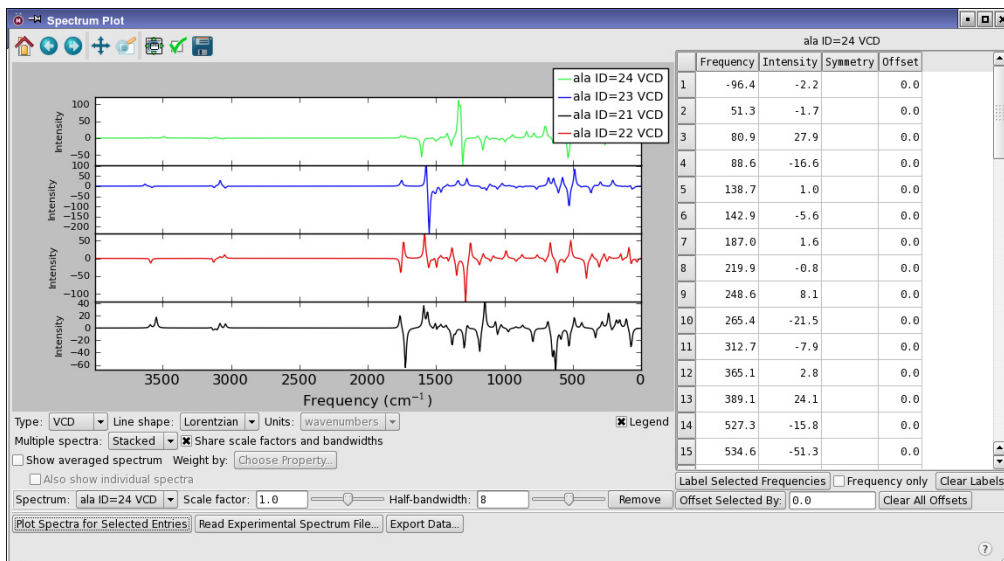 Spectrum Plot
ala ID=24 VCD
Frequency Intensity Symmetry Offset
1 -96.4 -2.2 0.0
2 51.3 -1.7 0.0
3 80.9 27.9 0.0
4 88.6 -16.6 0.0
5 138.7 1.0 0.0
6 142.9 -5.6 0.0
7 187.0 1.6 0.0
8 219.9 -0.8 0.0
9 248.6 8.1 0.0
10 265.4 -21.5 0.0
11 312.7 -7.9 0.0
12 365.1 2.8 0.0
13 389.1 24.1 0.0
14 527.3 -15.8 0.0
15 534.6 -51.3 0.0
ala ID=24 VCD
ala ID=23 VCD
ala ID=21 VCD
ala ID=22 VCD
Intensity
100
50
0
−50
Intensity
100
50
0
−50
−100
−150
−200
Intensity
50
0
−50
−100
Intensity
40
20
0
−20
−40
−60
3500 3000 2500 2000 1500 1000 500 0
Frequency (cm⁻¹)
Type: VCD Line shape: Lorentzian Units: wavenumbers Legend
Multiple spectra: Stacked Share scale factors and bandwidths
Show averaged spectrum Weight by: Choose Property...
Also show individual spectra
Spectrum: ala ID=24 VCD Scale factor: 1.0 Half-bandwidth: 8 Remove
Label Selected Frequencies Frequency only Clear Labels
Offset Selected By: 0.0 Clear All Offsets
Plot Spectra for Selected Entries Read Experimental Spectrum File... Export Data...
?